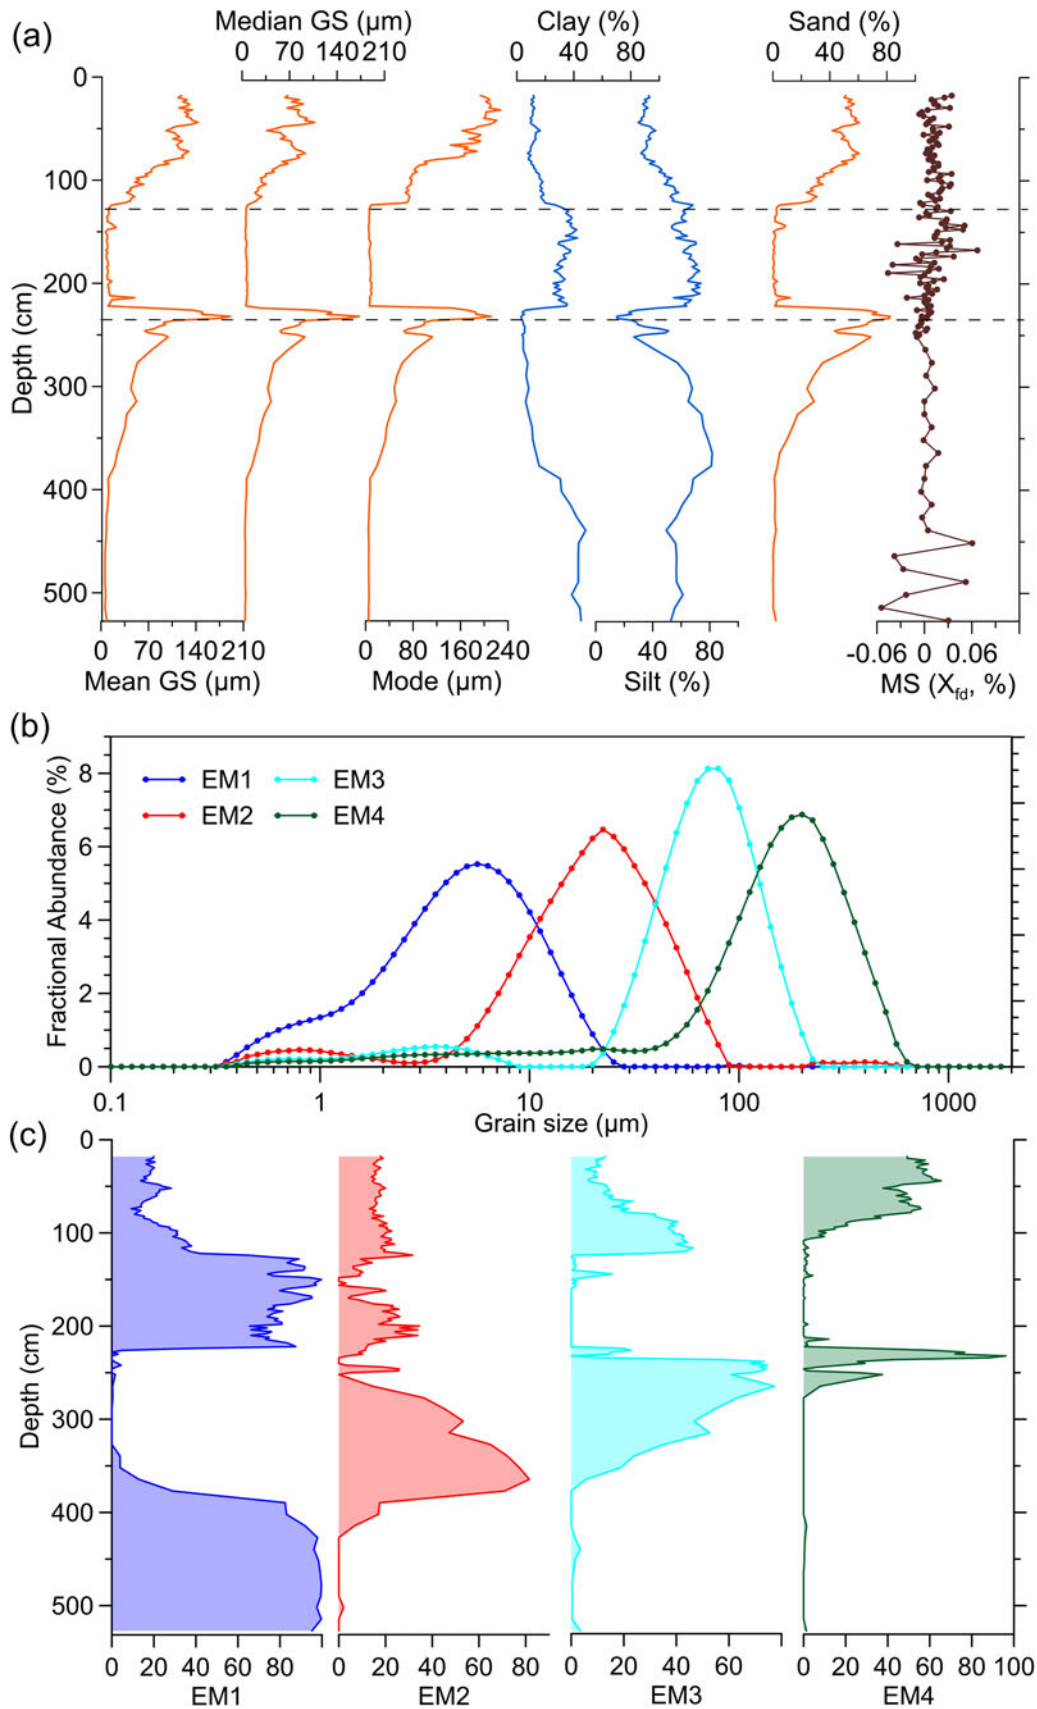 (a)
Median GS (µm)
Clay (%)
Sand (%)
0 70 140 210
0 40 80
0 40 80
0
100
200
300
400
500
Depth (cm)
0 70 140 210
0 80 160 240
0 40 80
-0.06 0 0.06
Mean GS (µm)
Mode (µm)
Silt (%)
MS (Xfd, %)
(b)
Fractional Abundance (%)
8
6
4
2
0
EM1
EM3
EM2
EM4
0.1 1 10 100 1000
Grain size (µm)
(c)
0
100
200
300
400
500
Depth (cm)
0 20 40 60 80
0 20 40 60 80
0 20 40 60
0 20 40 60 80 100
EM1
EM2
EM3
EM4